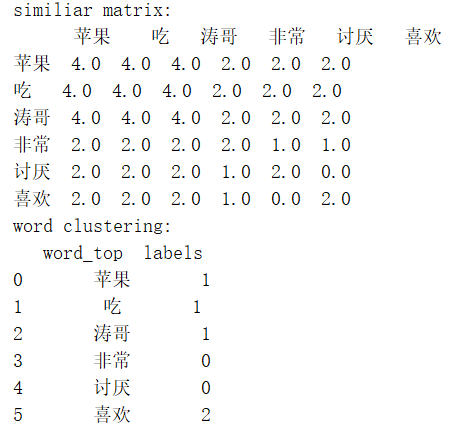 similiar matrix:
苹果 吃 涛哥 非常 讨厌 喜欢
苹果 4.0 4.0 4.0 2.0 2.0 2.0
吃 4.0 4.0 4.0 2.0 2.0 2.0
涛哥 4.0 4.0 4.0 2.0 2.0 2.0
非常 2.0 2.0 2.0 2.0 1.0 1.0
讨厌 2.0 2.0 2.0 1.0 2.0 0.0
喜欢 2.0 2.0 2.0 1.0 0.0 2.0
word clustering:
word_top labels
0 苹果 1
1 吃 1
2 涛哥 1
3 非常 0
4 讨厌 0
5 喜欢 2